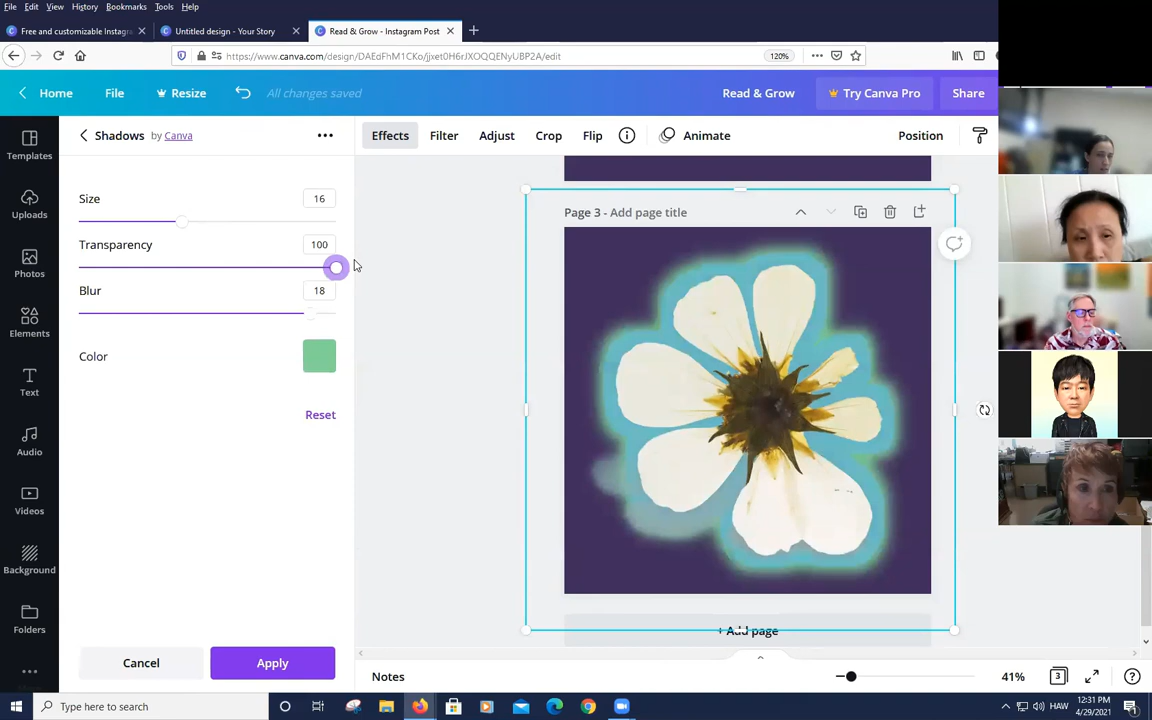 File Edit View History Bookmarks Tools Help
Free and customizable Instagra
Untitled design - Your Story
Read & Grow - Instagram Post
https://www.canva.com/design/DAEdFhM1CKo/jjxet0H6rJXOQQENyUBP2A/edit
120%
Home File Resize All changes saved Read & Grow Try Canva Pro Share
Templates
Uploads
Photos
Elements
Text
Audio
Videos
Background
Folders
Shadows by Canva
Size 16
Transparency 100
Blur 18
Color
Reset
Cancel Apply
Effects Filter Adjust Crop Flip Animate Position
Page 3 - Add page title
+ Add page
Notes 41% 3
Type here to search
HAW
12:31 PM
4/29/2021